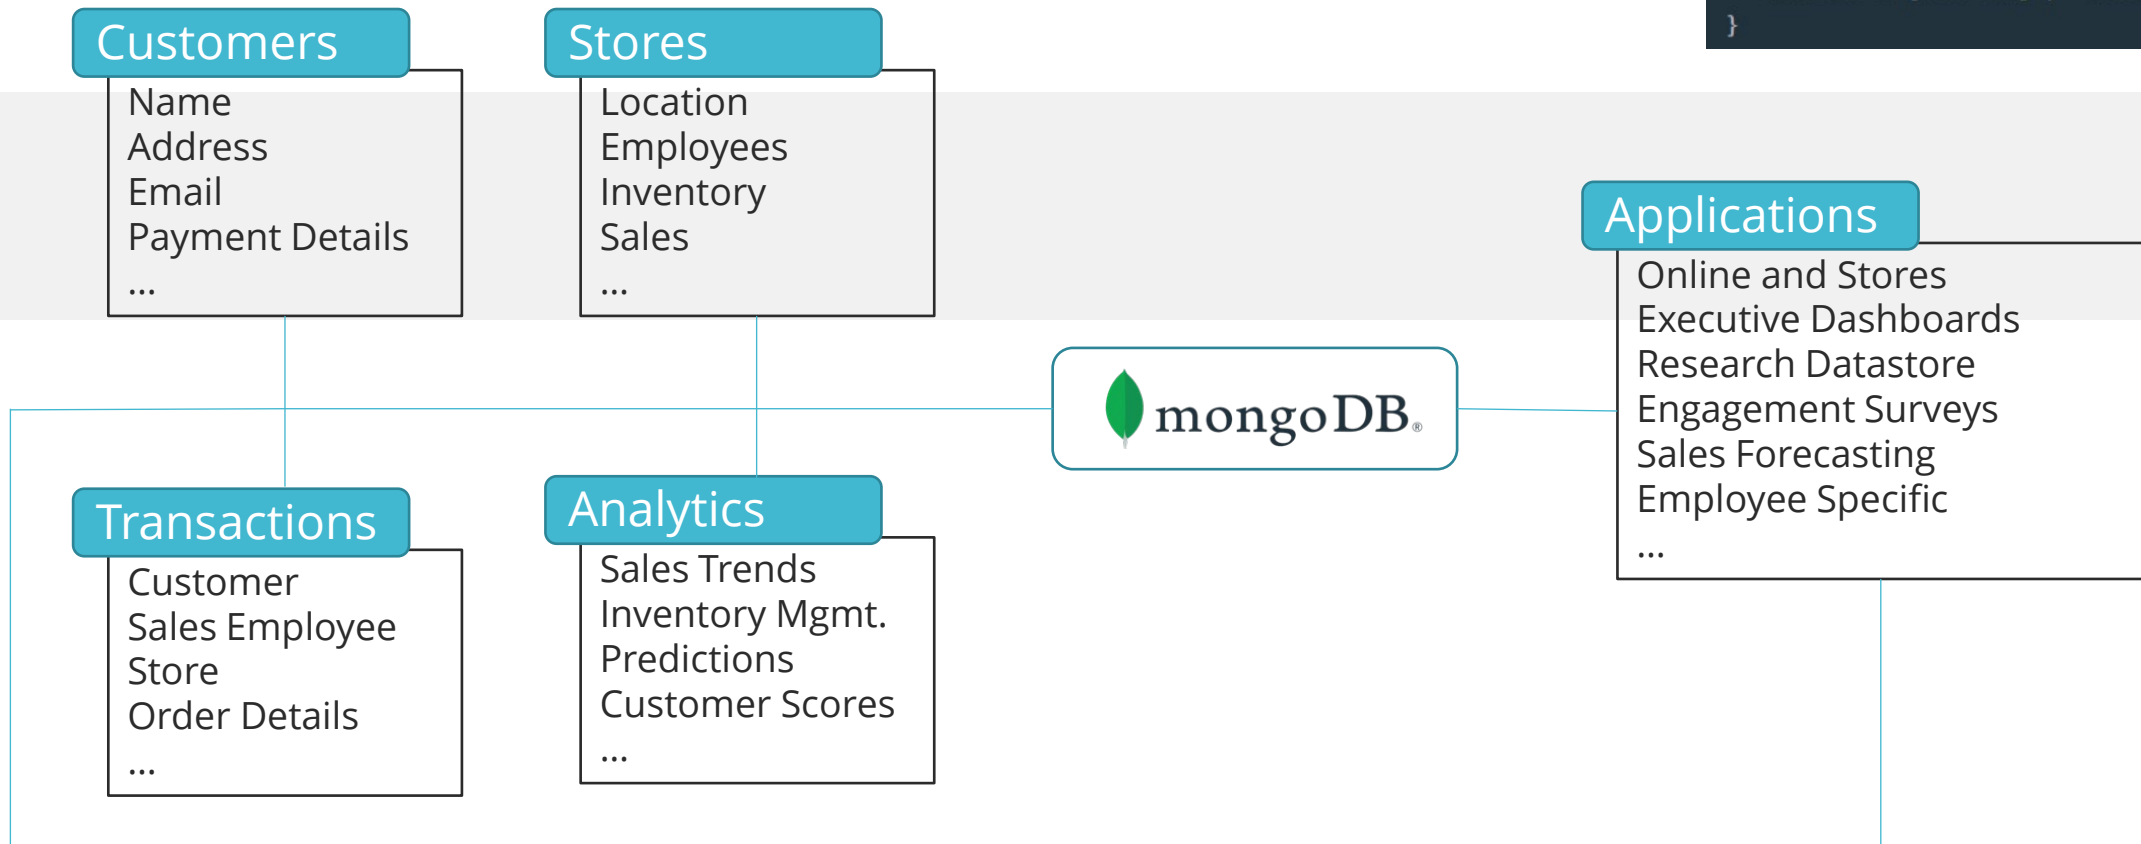 }
Customers
Name
Address
Email
Payment Details
...
Stores
Location
Employees
Inventory
Sales
...
Applications
Online and Stores
Executive Dashboards
Research Datastore
Engagement Surveys
Sales Forecasting
Employee Specific
...
mongoDB®
Transactions
Customer
Sales Employee
Store
Order Details
...
Analytics
Sales Trends
Inventory Mgmt.
Predictions
Customer Scores
...